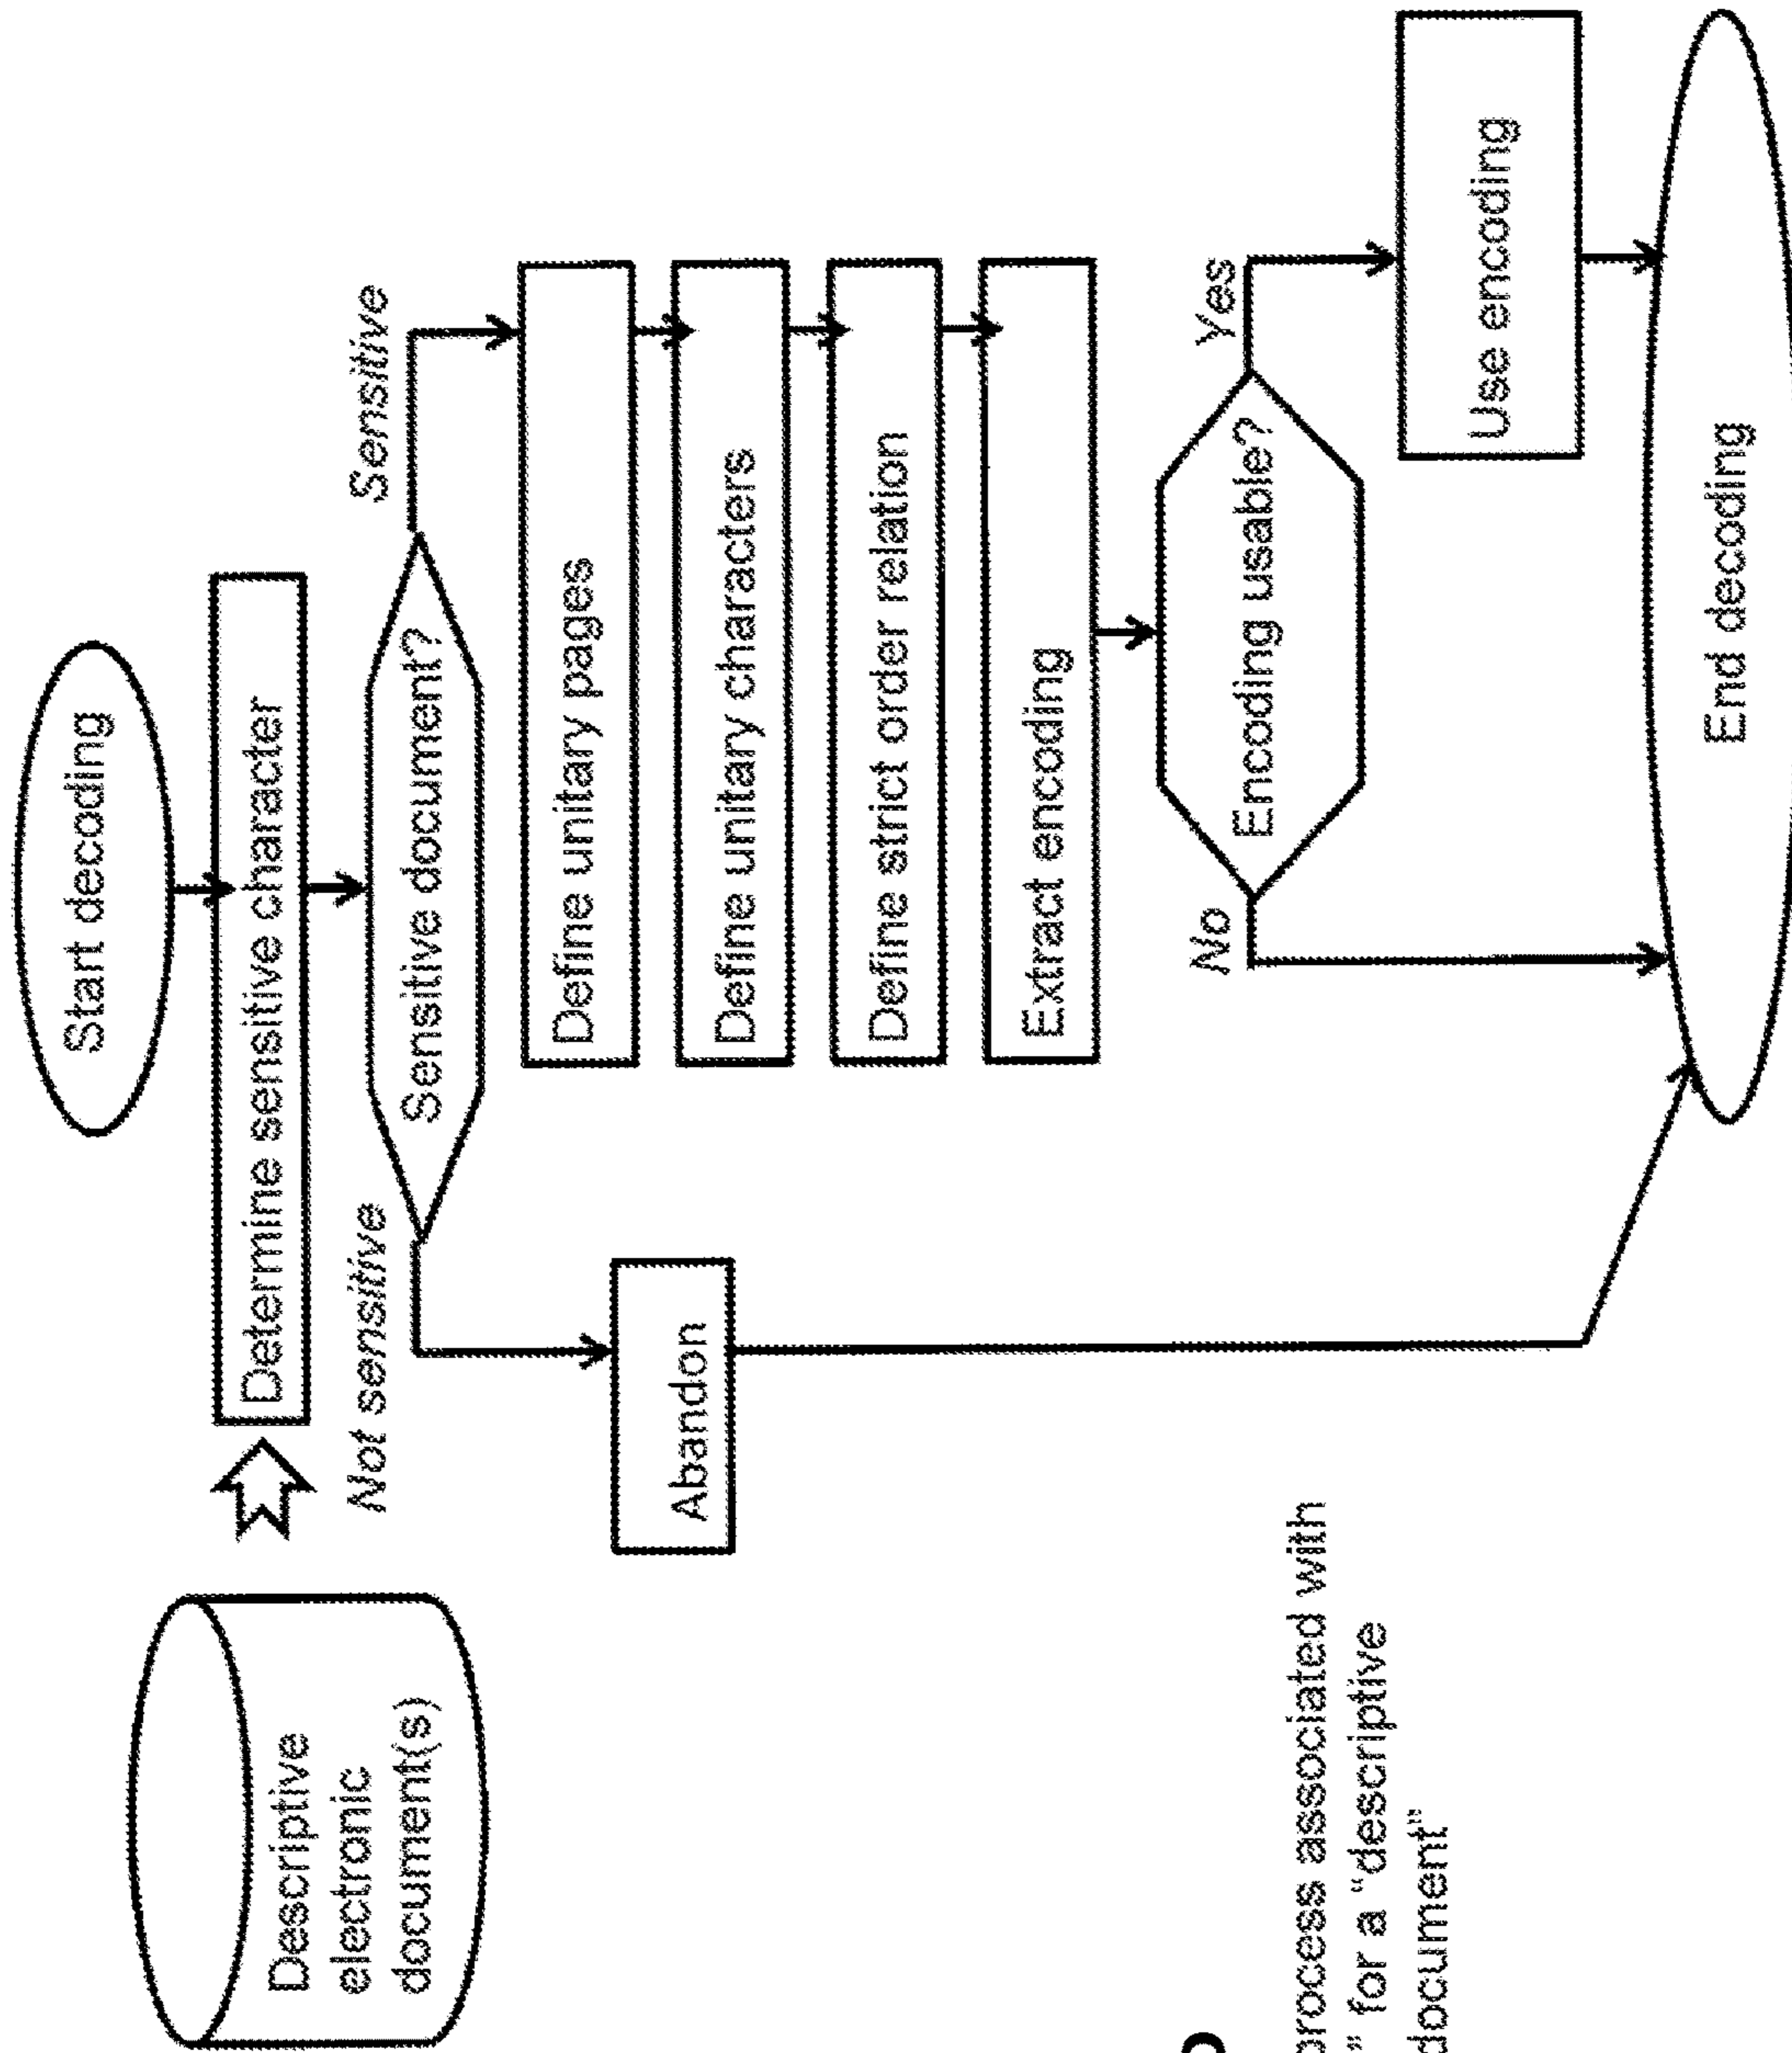 Start decoding
Descriptive
electronic
document(s)
Determine sensitive character
Not sensitive
Sensitive document?
Sensitive
Abandon
Define unitary pages
Define unitary characters
Define strict order relation
Extract encoding
No
Encoding usable?
Yes
Use encoding
End decoding
process associated with
” for a “descriptive
document”